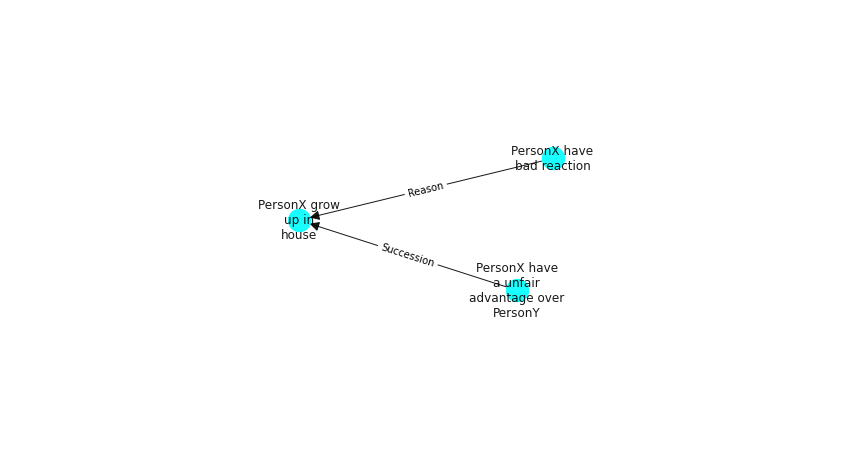 PersonX have
bad reaction
Reason
PersonX grow
up in
house
Succession
PersonX have
a unfair
advantage over
PersonY